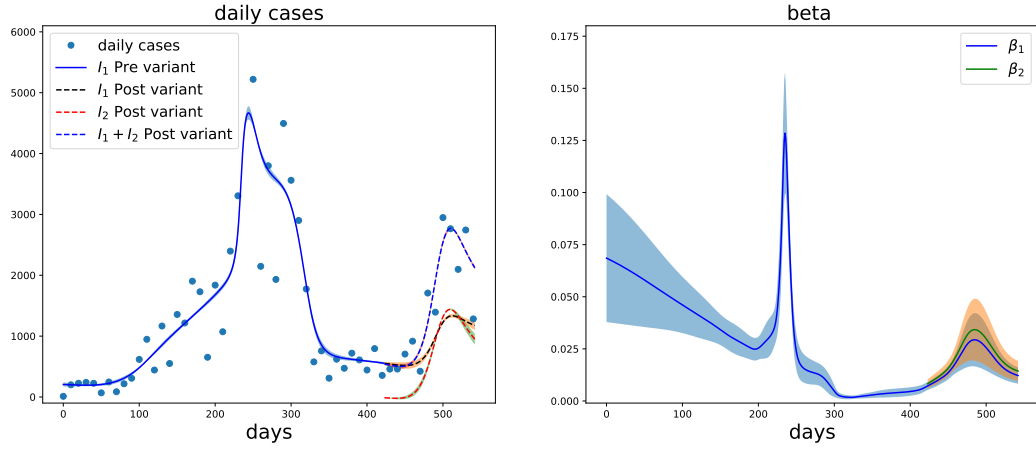 daily cases
6000
5000
4000
3000
2000
1000
0
daily cases
I₁ Pre variant
I₁ Post variant
I₂ Post variant
I₁ + I₂ Post variant
0 100 200 300 400 500
days
beta
0.175
0.150
0.125
0.100
0.075
0.050
0.025
0.000
β₁
β₂
0 100 200 300 400 500
days